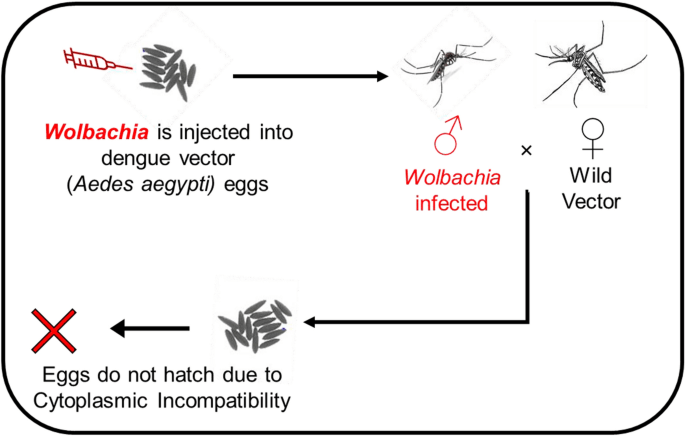 Wolbachia is injected into
dengue vector
(Aedes aegypti) eggs
Wolbachia
infected
×
Wild
Vector
Eggs do not hatch due to
Cytoplasmic Incompatibility